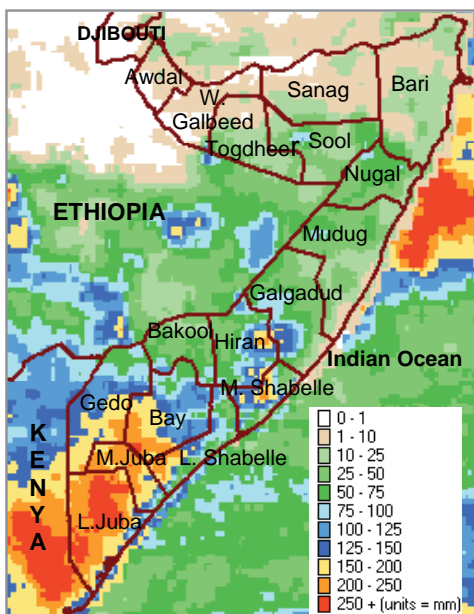 DJIBOUTI
Awdal
W.
Galbeed
Sanag
Bari
Togdheer
Sool
Nugal
ETHIOPIA
Mudug
Galgadud
Bakool
Hiran
Indian Ocean
M. Shabelle
Gedo
Bay
K
E
N
Y
A
M.Juba
L. Shabelle
L.Juba
0 - 1
1 - 10
10 - 25
25 - 50
50 - 75
75 - 100
100 - 125
125 - 150
150 - 200
200 - 250
250 + (units = mm)